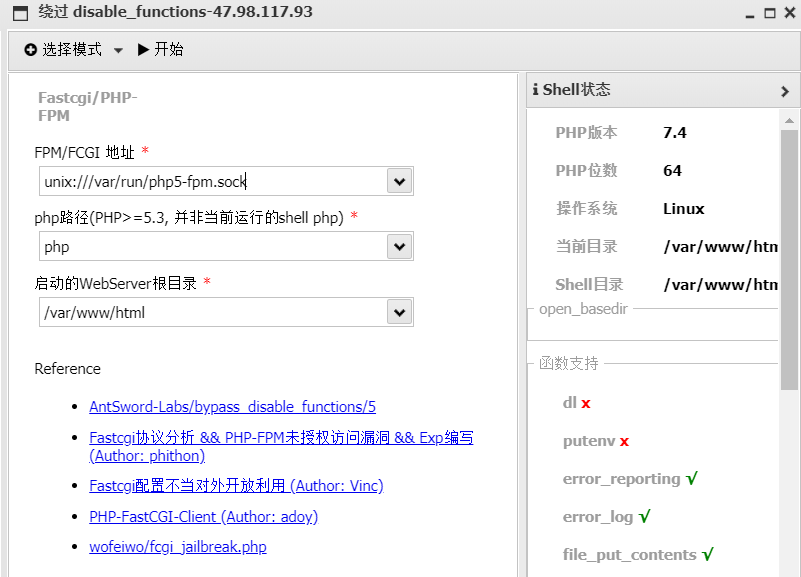 绕过 disable_functions-47.98.117.93
选择模式 开始
Fastcgi/PHP-
FPM
FPM/FCGI 地址 *
unix:///var/run/php5-fpm.sock
php路径(PHP>=5.3, 并非当前运行的shell php) *
php
启动的WebServer根目录 *
/var/www/html
Reference
AntSword-Labs/bypass_disable_functions/5
Fastcgi协议分析 && PHP-FPM未授权访问漏洞 && Exp编写
(Author: phithon)
Fastcgi配置不当对外开放利用 (Author: Vinc)
PHP-FastCGI-Client (Author: adoy)
wofeiwo/fcgi_jailbreak.php
Shell状态
PHP版本 7.4
PHP位数 64
操作系统 Linux
当前目录 /var/www/htm
Shell目录 /var/www/htm
open_basedir
函数支持
dl x
putenv x
error_reporting √
error_log √
file_put_contents √